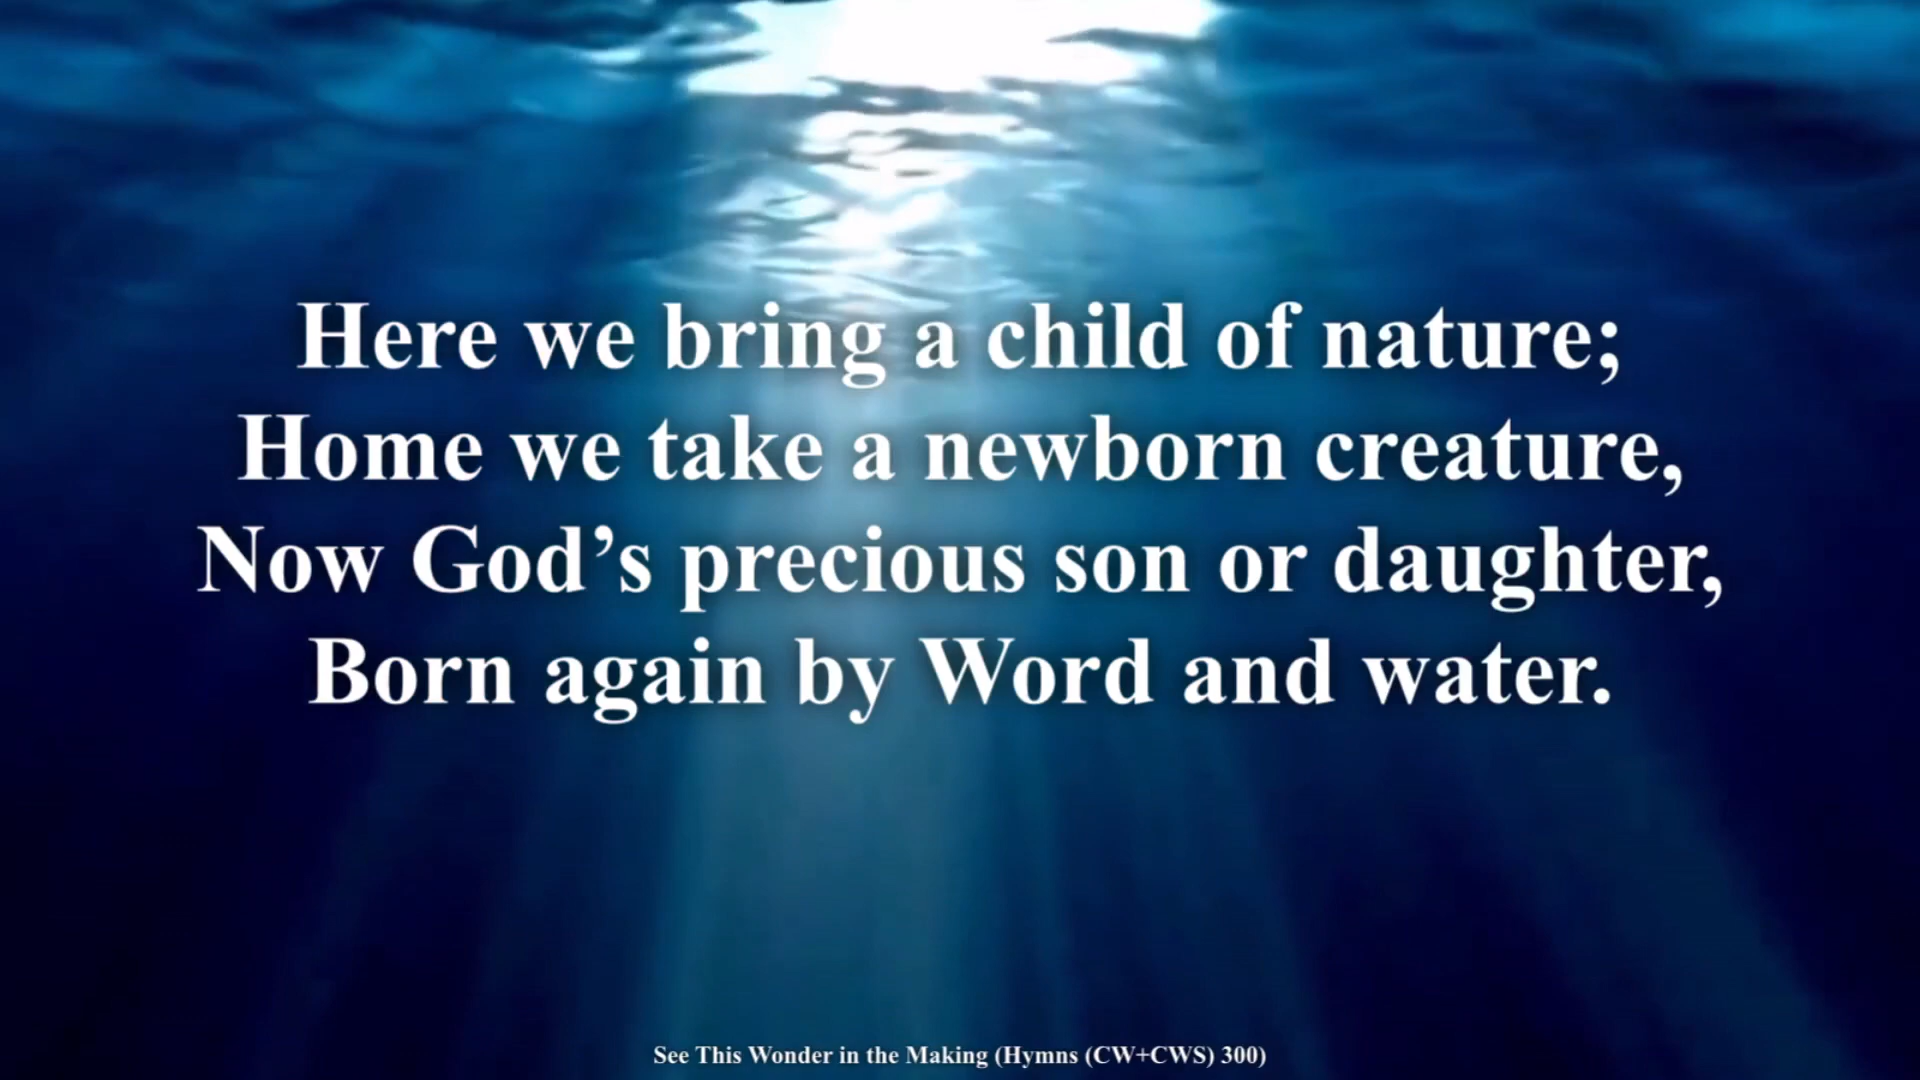 Here we bring a child of nature;
Home we take a newborn creature,
Now God’s precious son or daughter,
Born again by Word and water.
See This Wonder in the Making (Hymns (CW+CWS) 300)